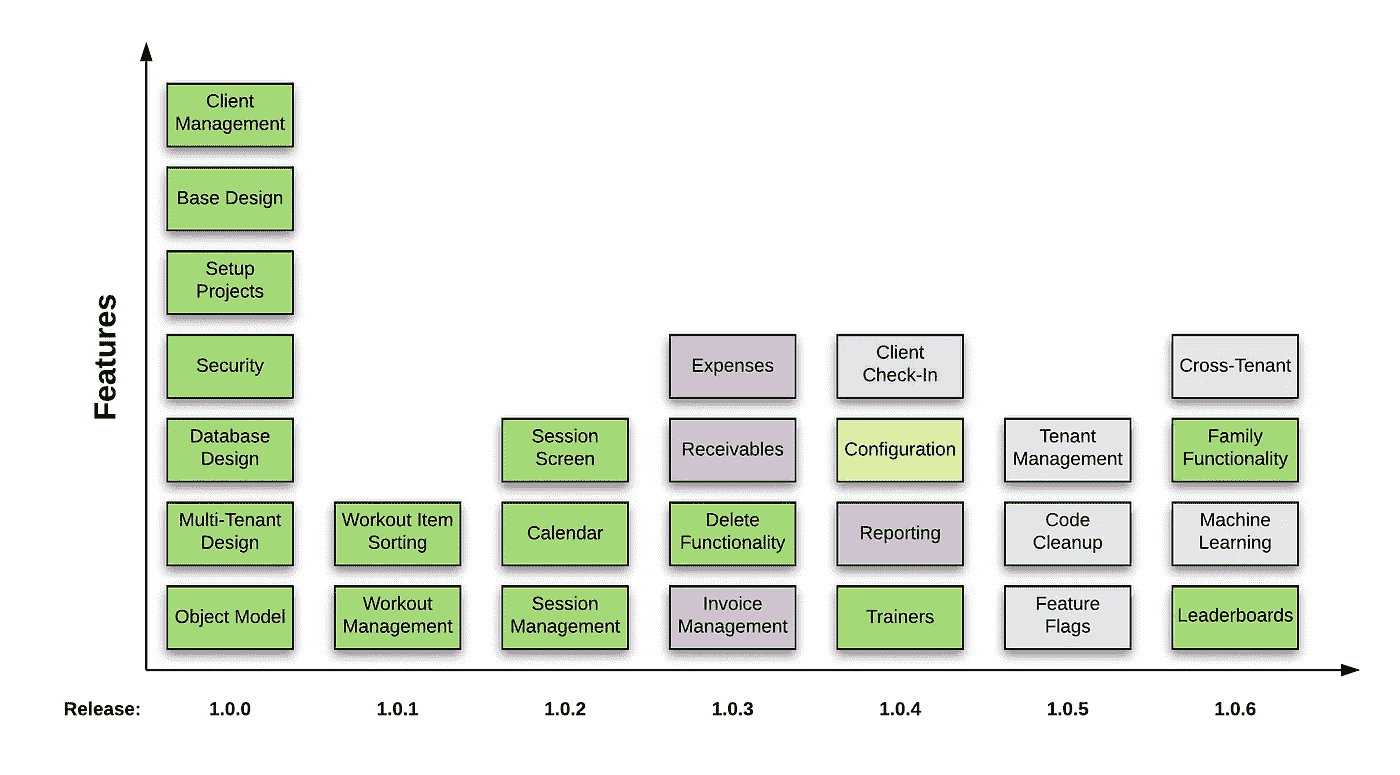 Client
Management
Base Design
Setup
Projects
Security
Database
Design
Multi-Tenant
Design
Object Model
Workout Item
Sorting
Workout
Management
Session
Screen
Calendar
Session
Management
Expenses
Receivables
Delete
Functionality
Invoice
Management
Client
Check-In
Configuration
Reporting
Trainers
Tenant
Management
Code
Cleanup
Feature
Flags
Cross-Tenant
Family
Functionality
Machine
Learning
Leaderboards
Features
Release: 1.0.0 1.0.1 1.0.2 1.0.3 1.0.4 1.0.5 1.0.6